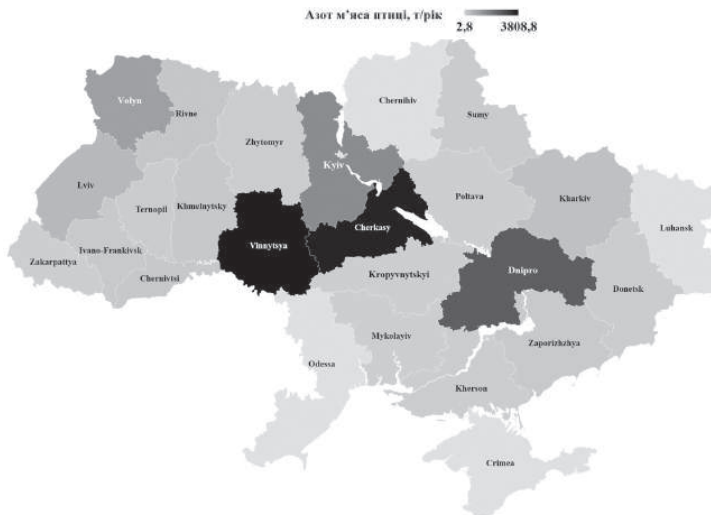 Азот м’яса птиці, т/рік
2,8 3808,8
Volyn
Rivne
Chernihiv
Sumy
Zhytomyr
Kyiv
Lviv
Ternopil
Khmelnytsky
Poltava
Kharkiv
Luhansk
Cherkasy
Vinnytsya
Ivano-Frankivsk
Zakarpattya
Chernivtsi
Kropyvnytskyi
Dnipro
Donetsk
Mykolayiv
Zaporizhzhya
Odessa
Kherson
Crimea